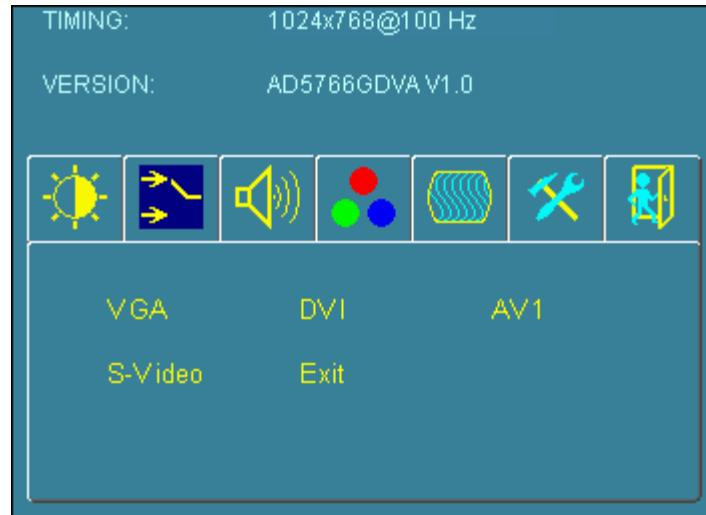 TIMING: 1024x768@100 Hz
VERSION: AD5766GDVA V1.0
VGA DVI AV1
S-Video Exit